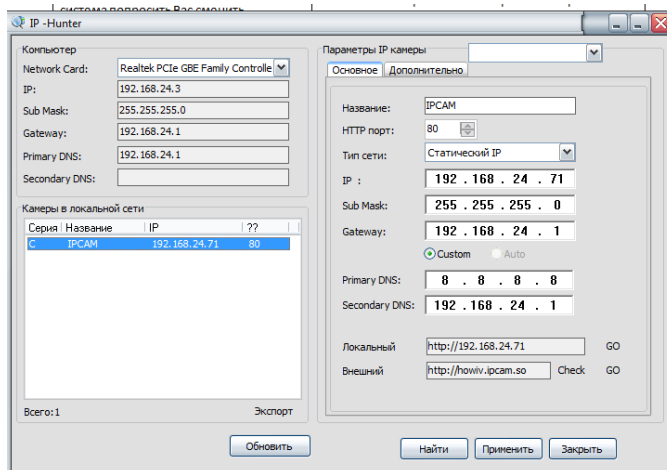 система попросить Вас сменить
IP -Hunter
Компьютер
Network Card: Realtek PCIe GBE Family Controlle
IP: 192.168.24.3
Sub Mask: 255.255.255.0
Gateway: 192.168.24.1
Primary DNS: 192.168.24.1
Secondary DNS:
Камеры в локальной сети
Серия Название IP ??
C IPCAM 192.168.24.71 80
Всего:1 Экспорт
Обновить
Параметры IP камеры
Основное Дополнительно
Название: IPCAM
HTTP порт: 80
Тип сети: Статический IP
IP : 192 . 168 . 24 . 71
Sub Mask: 255 . 255 . 255 . 0
Gateway: 192 . 168 . 24 . 1
Custom Auto
Primary DNS: 8 . 8 . 8 . 8
Secondary DNS: 192 . 168 . 24 . 1
Локальный http://192.168.24.71 GO
Внешний http://howiv.ipcam.so Check GO
Найти Применить Закрыть